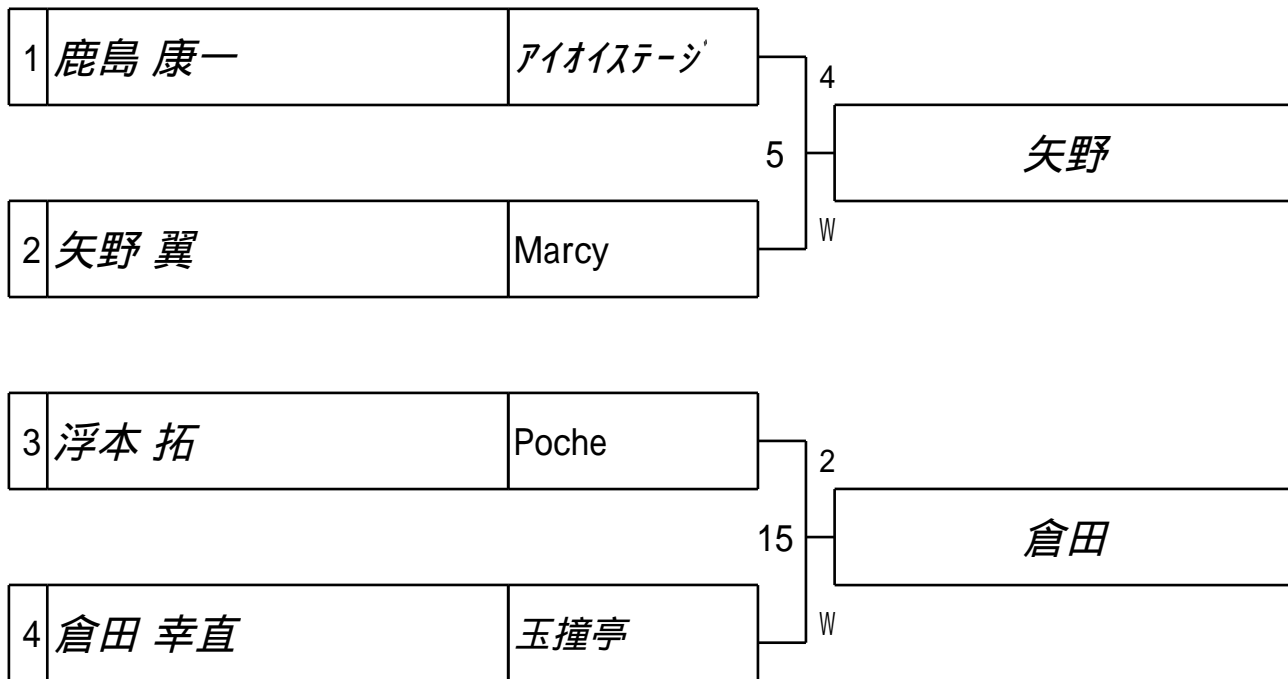 1 鹿島 康一 ｱｲｵｲｽﾃｰｼﾞ
4
5 矢野
2 矢野 翼 Marcy
W
3 浮本 拓 Poche
2
15 倉田
4 倉田 幸直 玉撞亭
W